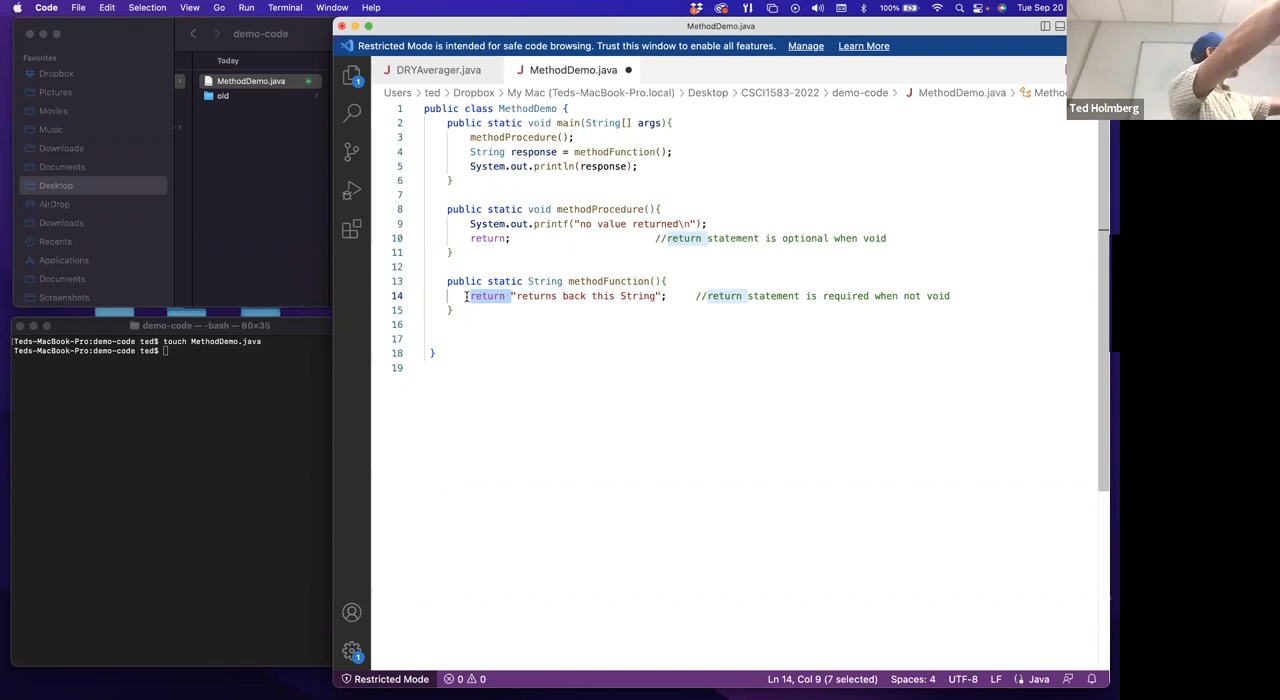 Code File Edit Selection View Go Run Terminal Window Help
100% Tue Sep 20
MethodDemo.java
demo-code
Restricted Mode is intended for safe code browsing. Trust this window to enable all features. Manage Learn More
Favorites
Dropbox
Pictures
Movies
Music
Downloads
Documents
Desktop
AirDrop
Downloads
Recents
Applications
Documents
Screenshots
Today
MethodDemo.java
old
DRYAverager.java
MethodDemo.java
Users > ted > Dropbox > My Mac (Teds-MacBook-Pro.local) > Desktop > CSCI1583-2022 > demo-code > J MethodDemo.java > Metho
1 public class MethodDemo {
2 public static void main(String[] args){
3 methodProcedure();
4 String response = methodFunction();
5 System.out.println(response);
6 }
7
8 public static void methodProcedure(){
9 System.out.printf("no value returned\n");
10 return; //return statement is optional when void
11 }
12
13 public static String methodFunction(){
14 return "returns back this String"; //return statement is required when not void
15 }
16
17
18 }
19
demo-code — -bash — 80×35
[Teds-MacBook-Pro:demo-code ted$ touch MethodDemo.java
Teds-MacBook-Pro:demo-code ted$
Ted Holmberg
1
1
Restricted Mode 0 0 Ln 14, Col 9 (7 selected) Spaces: 4 UTF-8 LF Java